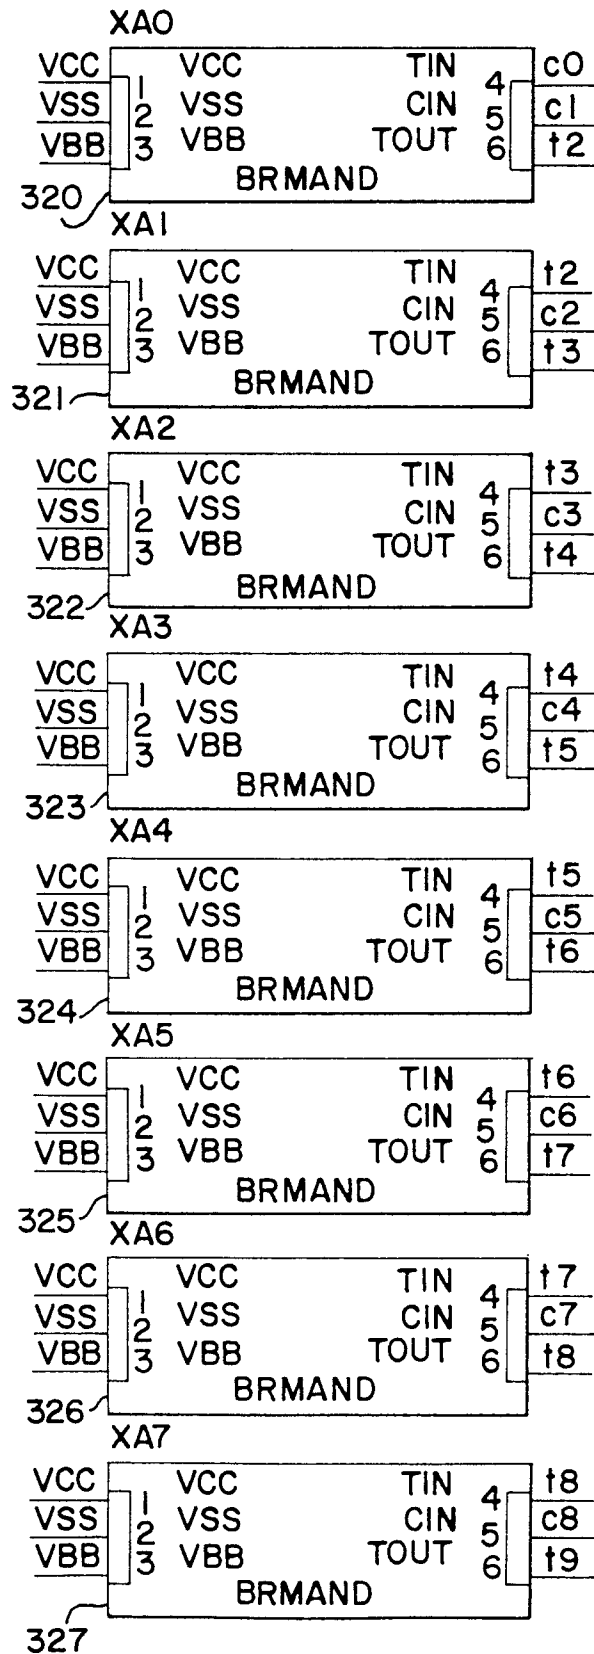 XA0
VCC 1 VCC TIN 4 c0
VSS 2 VSS CIN 5 c1
VBB 3 VBB TOUT 6 t2
BRMAND
320
XA1
VCC 1 VCC TIN 4 t2
VSS 2 VSS CIN 5 c2
VBB 3 VBB TOUT 6 t3
BRMAND
321
XA2
VCC 1 VCC TIN 4 t3
VSS 2 VSS CIN 5 c3
VBB 3 VBB TOUT 6 t4
BRMAND
322
XA3
VCC 1 VCC TIN 4 t4
VSS 2 VSS CIN 5 c4
VBB 3 VBB TOUT 6 t5
BRMAND
323
XA4
VCC 1 VCC TIN 4 t5
VSS 2 VSS CIN 5 c5
VBB 3 VBB TOUT 6 t6
BRMAND
324
XA5
VCC 1 VCC TIN 4 t6
VSS 2 VSS CIN 5 c6
VBB 3 VBB TOUT 6 t7
BRMAND
325
XA6
VCC 1 VCC TIN 4 t7
VSS 2 VSS CIN 5 c7
VBB 3 VBB TOUT 6 t8
BRMAND
326
XA7
VCC 1 VCC TIN 4 t8
VSS 2 VSS CIN 5 c8
VBB 3 VBB TOUT 6 t9
BRMAND
327